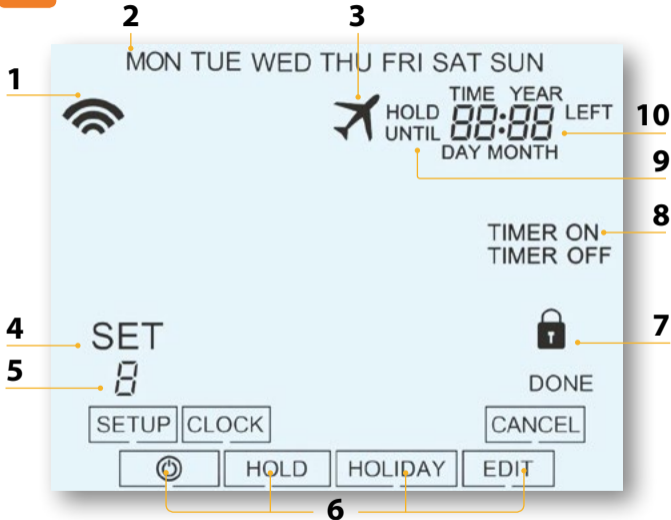 2 3
MON TUE WED THU FRI SAT SUN
1
TIME YEAR
HOLD 88:88 LEFT 10
UNTIL
DAY MONTH 9
8
TIMER ON
TIMER OFF
4 SET 7
5 8
DONE
SETUP CLOCK CANCEL
HOLD HOLIDAY EDIT
6